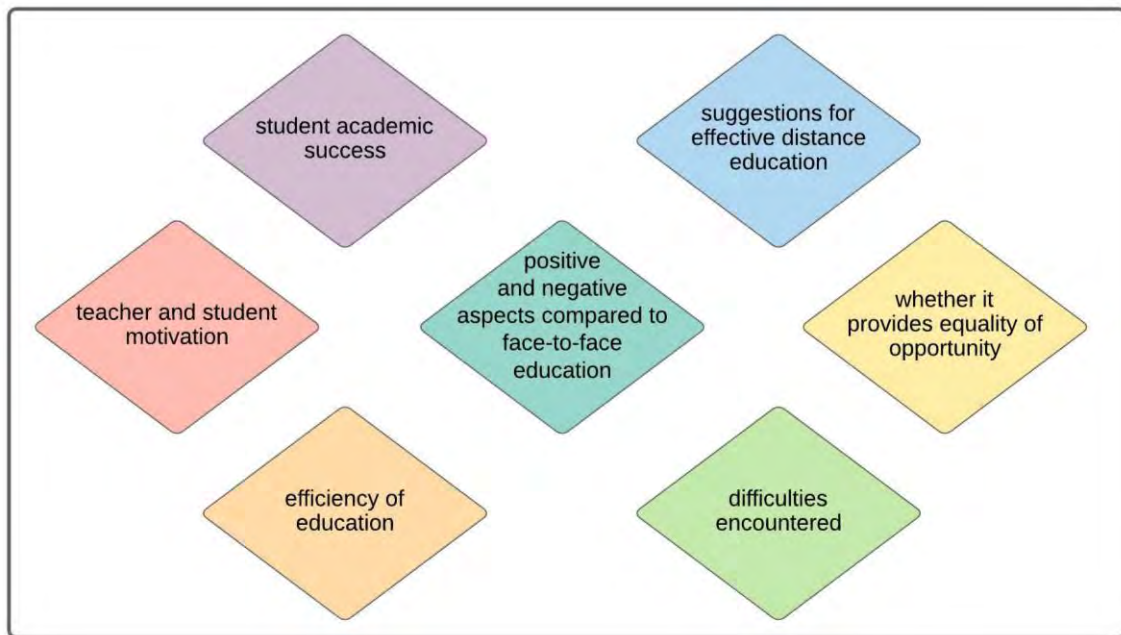 student academic
success
suggestions for
effective distance
education
teacher and student
motivation
positive
and negative
aspects compared to
face-to-face
education
whether it
provides equality of
opportunity
efficiency of
education
difficulties
encountered